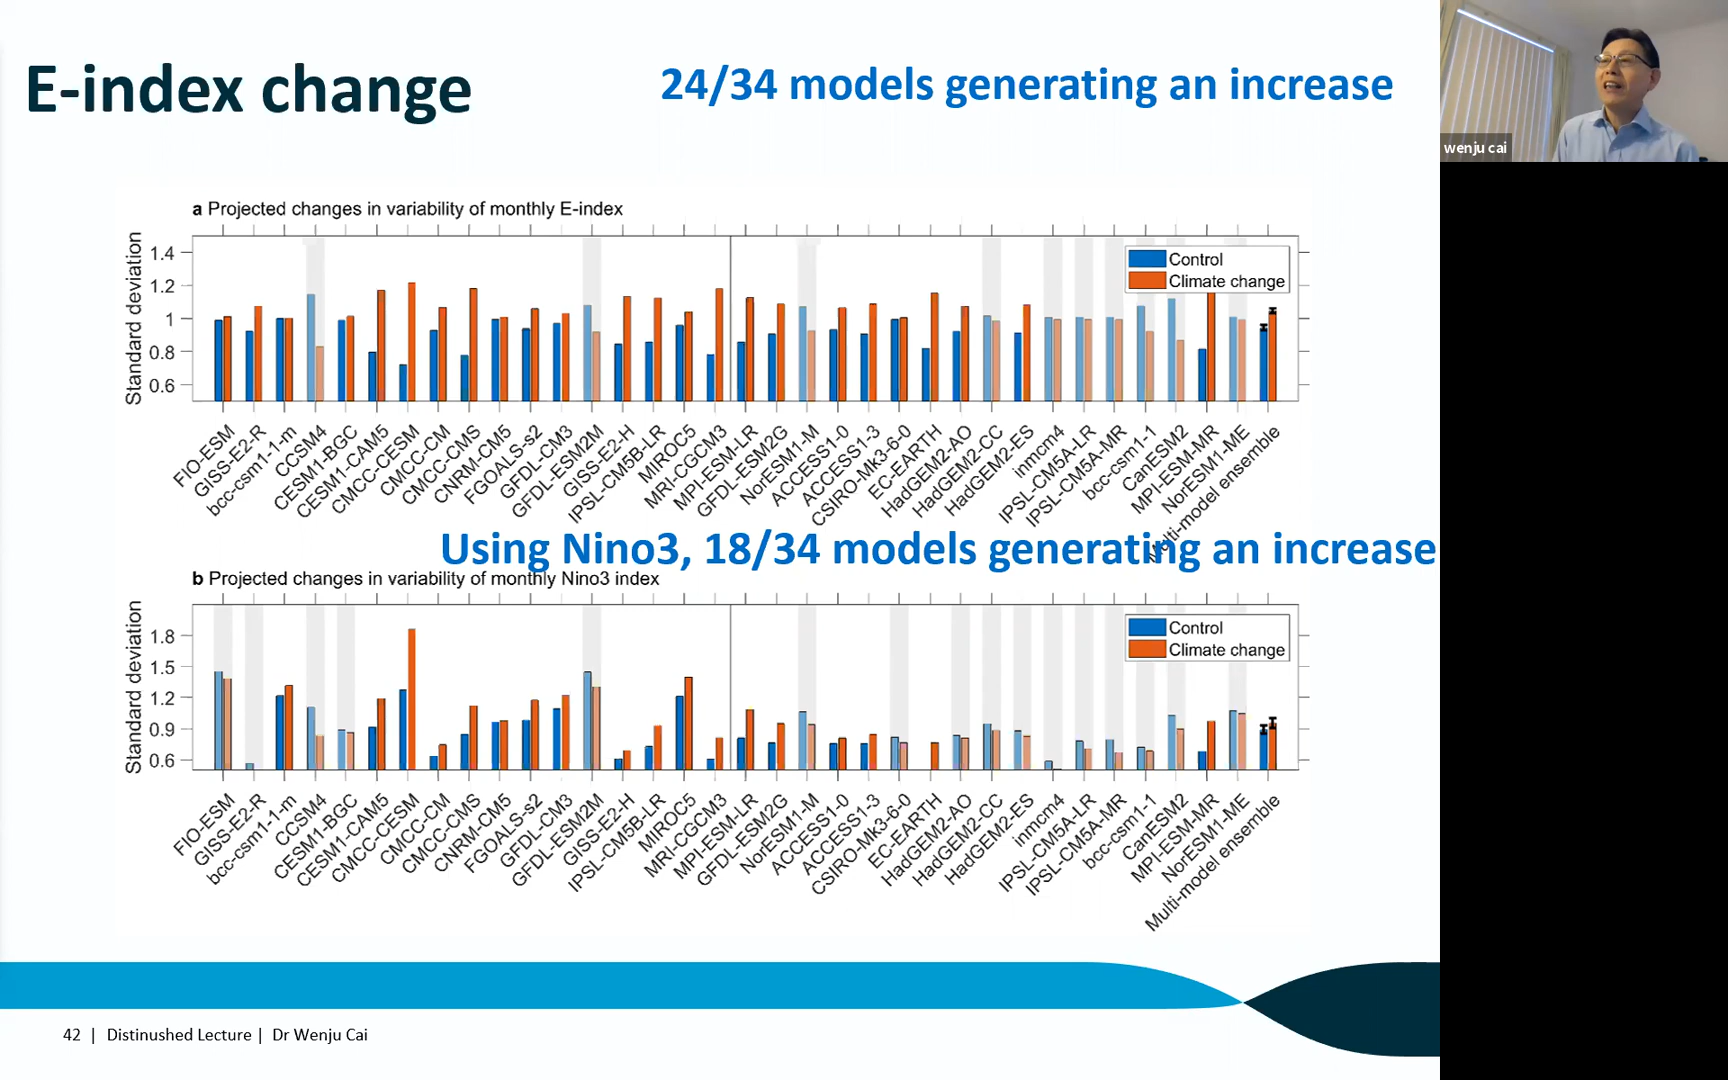 E-index change
24/34 models generating an increase
wenju cai
a Projected changes in variability of monthly E-index
Standard deviation
1.4
1.2
1
0.8
0.6
Control
Climate change
FIO-ESM
GISS-E2-R
bcc-csm1-1-m
CCSM4
CESM1-BGC
CESM1-CAM5
CMCC-CESM
CMCC-CM
CMCC-CMS
CNRM-CM5
FGOALS-s2
GFDL-CM3
GFDL-ESM2M
GISS-E2-H
IPSL-CM5B-LR
MIROC5
MRI-CGCM3
MPI-ESM-LR
GFDL-ESM2G
NorESM1-M
ACCESS1-0
ACCESS1-3
CSIRO-Mk3-6-0
EC-EARTH
HadGEM2-AO
HadGEM2-CC
HadGEM2-ES
inmcm4
IPSL-CM5A-LR
IPSL-CM5A-MR
bcc-csm1-1
CanESM2
MPI-ESM-MR
NorESM1-ME
Multi-model ensemble
Using Nino3, 18/34 models generating an increase
b Projected changes in variability of monthly Nino3 index
Standard deviation
1.8
1.5
1.2
0.9
0.6
Control
Climate change
FIO-ESM
GISS-E2-R
bcc-csm1-1-m
CCSM4
CESM1-BGC
CESM1-CAM5
CMCC-CESM
CMCC-CM
CMCC-CMS
CNRM-CM5
FGOALS-s2
GFDL-CM3
GFDL-ESM2M
GISS-E2-H
IPSL-CM5B-LR
MIROC5
MRI-CGCM3
MPI-ESM-LR
GFDL-ESM2G
NorESM1-M
ACCESS1-0
ACCESS1-3
CSIRO-Mk3-6-0
EC-EARTH
HadGEM2-AO
HadGEM2-CC
HadGEM2-ES
inmcm4
IPSL-CM5A-LR
IPSL-CM5A-MR
bcc-csm1-1
CanESM2
MPI-ESM-MR
NorESM1-ME
Multi-model ensemble
42 | Distinushed Lecture | Dr Wenju Cai